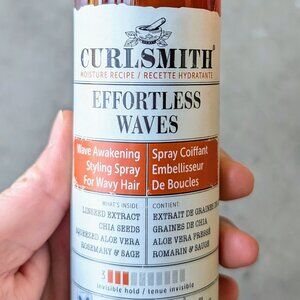 CURLSMITH
MOISTURE RECIPE / RECETTE HYDRATANTE
EFFORTLESS
WAVES
Wave Awakening
Styling Spray
For Wavy Hair
Spray Coiffant
Embellisseur
De Boucles
WHAT'S INSIDE
LINSEED EXTRACT
CHIA SEEDS
SQUEEZED ALOE VERA
ROSEMARY & SAGE
CONTIENT:
EXTRAIT DE GRAINES
GRAINES DE CHIA
ALOE VERA PRESSÉ
ROMARIN & SAUGE
3
invisible hold / tenue invisible